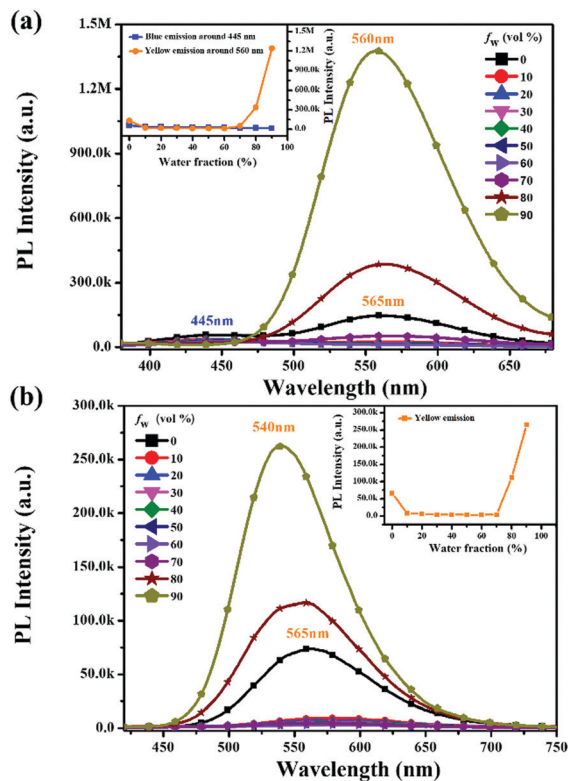 (a)
Blue emission around 445 nm
Yellow emission around 560 nm
1.5M
1.2M
900.0k
600.0k
300.0k
0.0
PL Intensity (a.u.)
0 20 40 60 80 100
Water fraction (%)
560nm
fw (vol %)
0
10
20
30
40
50
60
70
80
90
1.5M
1.2M
900.0k
600.0k
300.0k
0.0
PL Intensity (a.u.)
445nm
565nm
400 450 500 550 600 650
Wavelength (nm)
(b)
300.0k
250.0k
200.0k
150.0k
100.0k
50.0k
0.0
PL Intensity (a.u.)
fw (vol %)
0
10
20
30
40
50
60
70
80
90
540nm
565nm
Yellow emission
300.0k
250.0k
200.0k
150.0k
100.0k
50.0k
0.0
PL Intensity (a.u.)
0 20 40 60 80 100
Water fraction (%)
450 500 550 600 650 700 750
Wavelength (nm)